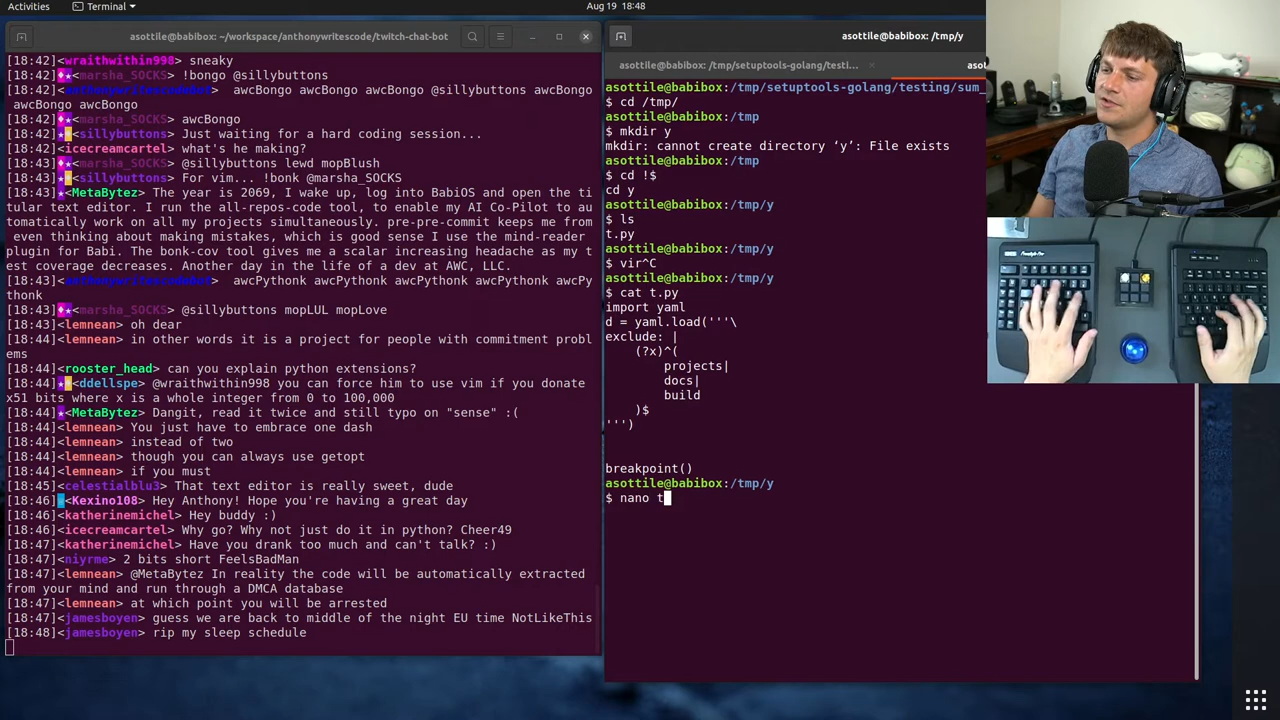 Activities
Terminal
Aug 19 18:48
asottile@babibox: ~/workspace/anthonywritescode/twitch-chat-bot
[18:42]<wraithwithin998> sneaky
[18:42]<marsha_SOCKS> !bongo @sillybuttons
[18:42] awcBongo awcBongo awcBongo @sillybuttons awcBongo
awcBongo awcBongo
[18:42]<marsha_SOCKS> awcBongo
[18:42]<sillybuttons> Just waiting for a hard coding session...
[18:42]<icecreamcartel> what's he making?
[18:43]<marsha_SOCKS> @sillybuttons lewd mopBlush
[18:43]<sillybuttons> For vim... !bonk @marsha_SOCKS
[18:43]<MetaBytez> The year is 2069, I wake up, log into BabiOS and open the ti
tular text editor. I run the all-repos-code tool, to enable my AI Co-Pilot to au
tomatically work on all my projects simultaneously. pre-pre-commit keeps me from
even thinking about making mistakes, which is good sense I use the mind-reader
plugin for Babi. The bonk-cov tool gives me a scalar increasing headache as my t
est coverage decreases. Another day in the life of a dev at AWC, LLC.
[18:43] awcPythonk awcPythonk awcPythonk awcPythonk awcPy
thonk
[18:43]<marsha_SOCKS> @sillybuttons mopLUL mopLove
[18:43]<lemnean> oh dear
[18:43]<lemnean> in other words it is a project for people with commitment probl
ems
[18:43]<rooster_head> can you explain python extensions?
[18:44]<ddellspe> @wraithwithin998 you can force him to use vim if you donate
x51 bits where x is a whole integer from 0 to 100,000
[18:44]<MetaBytez> Dangit, read it twice and still typo on "sense" :(
[18:44]<lemnean> You just have to embrace one dash
[18:44]<lemnean> instead of two
[18:44]<lemnean> though you can always use getopt
[18:44]<lemnean> if you must
[18:45]<celestialblu3> That text editor is really sweet, dude
[18:46]<Kexino108> Hey Anthony! Hope you're having a great day
[18:46]<katherinemichel> Hey buddy :)
[18:46]<icecreamcartel> Why go? Why not just do it in python? Cheer49
[18:47]<katherinemichel> Have you drank too much and can't talk? :)
[18:47]<niyrme> 2 bits short FeelsBadMan
[18:47]<lemnean> @MetaBytez In reality the code will be automatically extracted
from your mind and run through a DMCA database
[18:47]<lemnean> at which point you will be arrested
[18:47]<jamesboyen> guess we are back to middle of the night EU time NotLikeThis
[18:48]<jamesboyen> rip my sleep schedule
asottile@babibox: /tmp/y
asottile@babibox: /tmp/setuptools-golang/testi...
aso
asottile@babibox:/tmp/setuptools-golang/testing/sum_
$ cd /tmp/
asottile@babibox:/tmp
$ mkdir y
mkdir: cannot create directory ‘y’: File exists
asottile@babibox:/tmp
$ cd !$
cd y
asottile@babibox:/tmp/y
$ ls
t.py
asottile@babibox:/tmp/y
$ vir^C
asottile@babibox:/tmp/y
$ cat t.py
import yaml
d = yaml.load('''\
exclude: |
(?x)^(
projects|
docs|
build
)$
''')
breakpoint()
asottile@babibox:/tmp/y
$ nano t